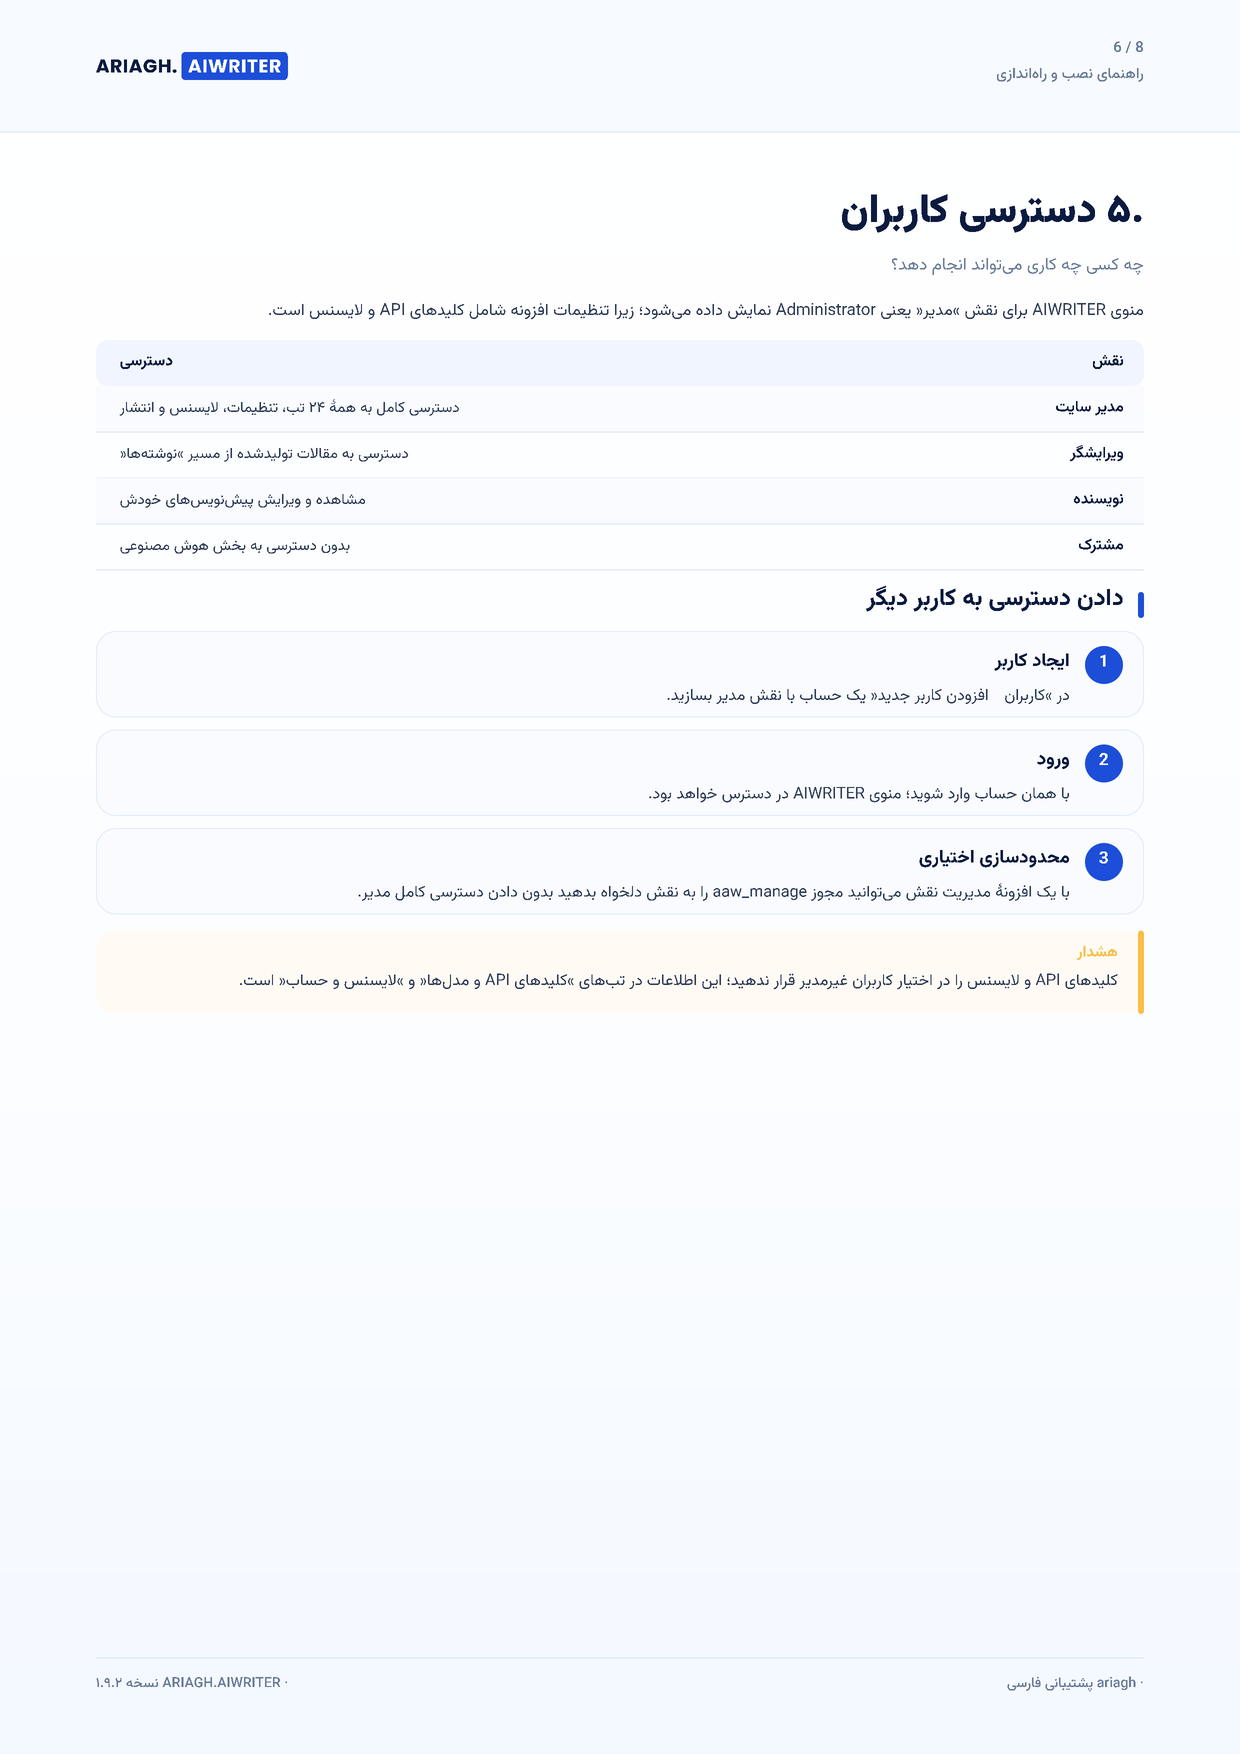 6 / 8
راهنمای نصب و راه‌اندازی
ARIAGH. AIWRITER
۵. دسترسی کاربران
چه کسی چه کاری می‌تواند انجام دهد؟
منوی AIWRITER برای نقش «مدیر» یعنی Administrator نمایش داده می‌شود؛ زیرا تنظیمات افزونه شامل کلیدهای API و لایسنس است.
نقش دسترسی
مدیر سایت دسترسی کامل به همهٔ ۲۴ تب، تنظیمات، لایسنس و انتشار
ویرایشگر دسترسی به مقالات تولیدشده از مسیر «نوشته‌ها»
نویسنده مشاهده و ویرایش پیش‌نویس‌های خودش
مشترک بدون دسترسی به بخش هوش مصنوعی
دادن دسترسی به کاربر دیگر
1 ایجاد کاربر
در «کاربران افزودن کاربر جدید» یک حساب با نقش مدیر بسازید.
2 ورود
با همان حساب وارد شوید؛ منوی AIWRITER در دسترس خواهد بود.
3 محدودسازی اختیاری
با یک افزونهٔ مدیریت نقش می‌توانید مجوز aaw_manage را به نقش دلخواه بدهید بدون دادن دسترسی کامل مدیر.
هشدار
کلیدهای API و لایسنس را در اختیار کاربران غیرمدیر قرار ندهید؛ این اطلاعات در تب‌های «کلیدهای API و مدل‌ها» و «لایسنس و حساب» است.
· ariagh پشتیبانی فارسی
· ARIAGH.AIWRITER نسخه ۱.۹.۲